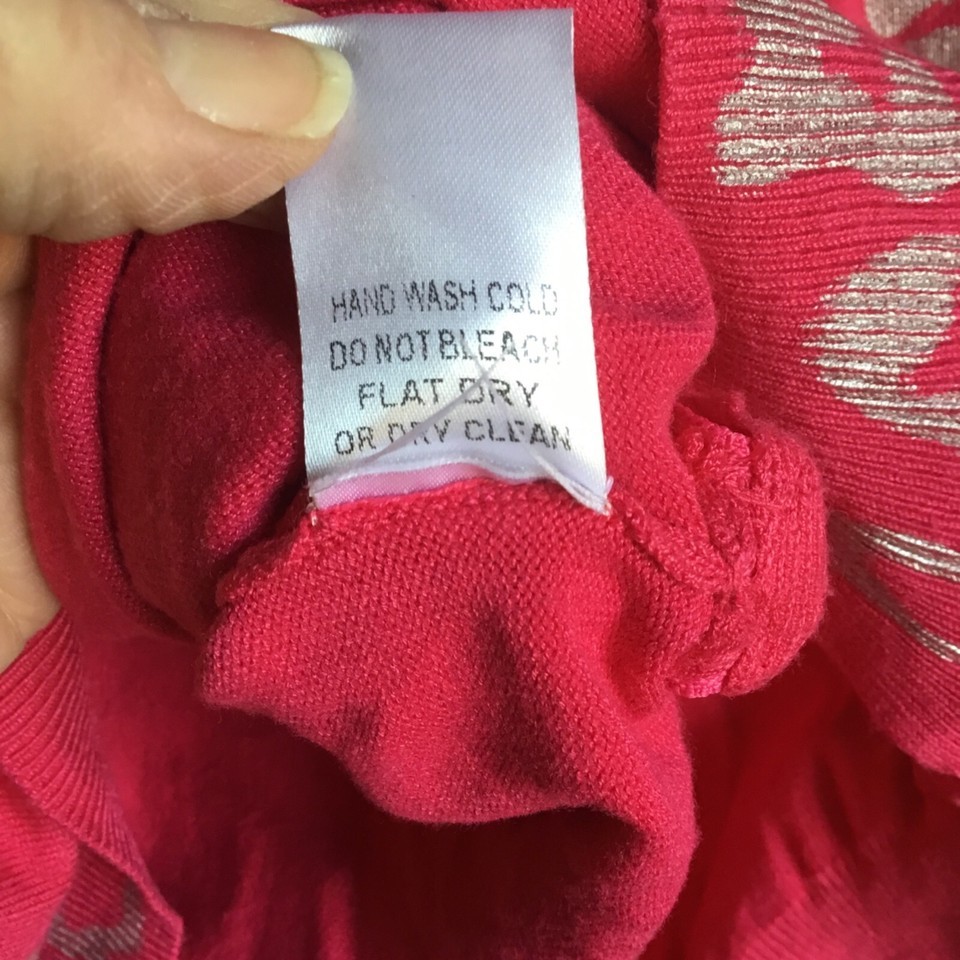 HAND WASH COLD
DO NOT BLEACH
FLAT DRY
OR DRY CLEAN